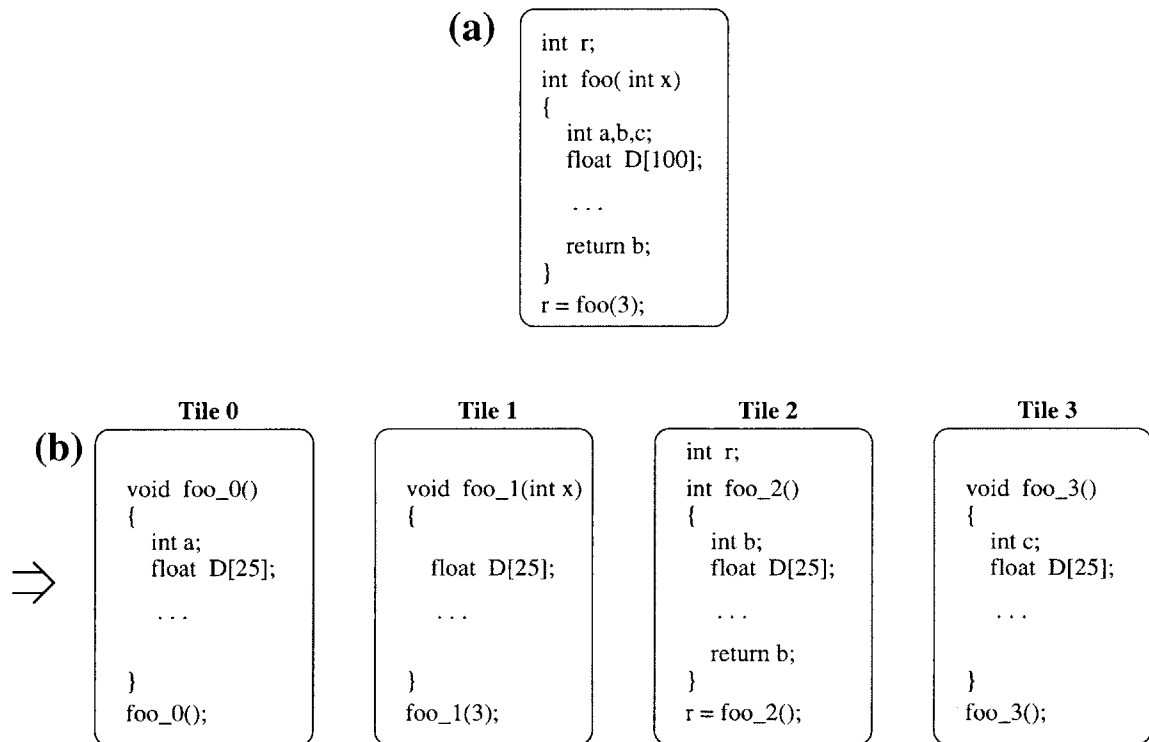 (a)
int r;
int foo( int x)
{
int a,b,c;
float D[100];
. . .
return b;
}
r = foo(3);
(b)
Tile 0
void foo_0()
{
int a;
float D[25];
. . .
}
foo_0();
Tile 1
void foo_1(int x)
{
float D[25];
. . .
}
foo_1(3);
Tile 2
int r;
int foo_2()
{
int b;
float D[25];
. . .
return b;
}
r = foo_2();
Tile 3
void foo_3()
{
int c;
float D[25];
. . .
}
foo_3();